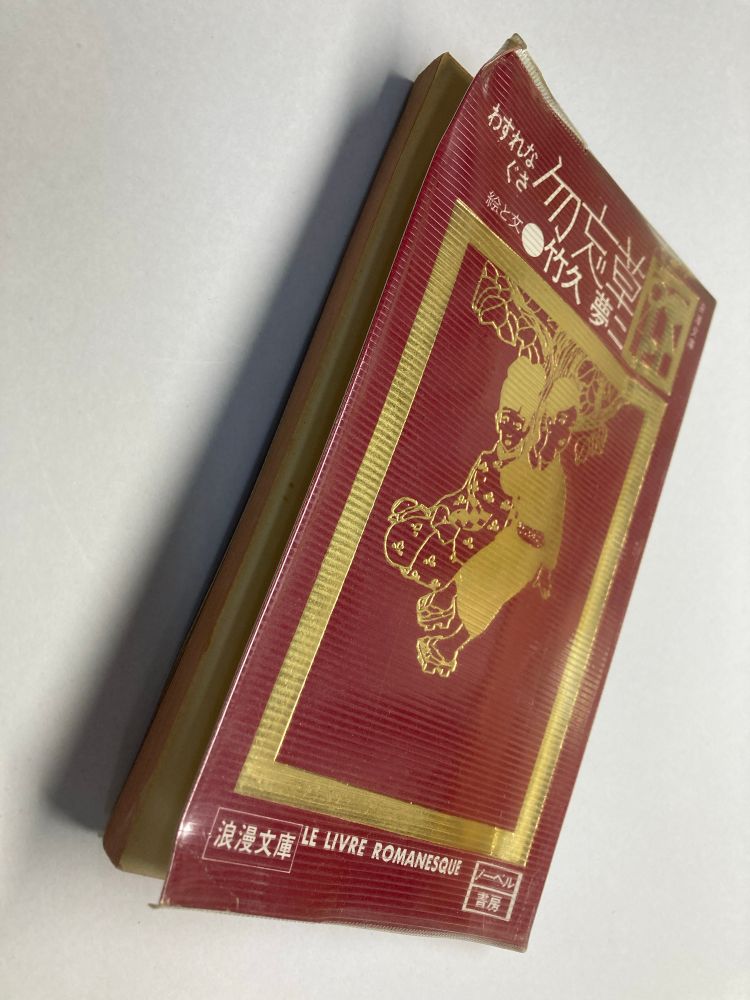 わすれな
ぐさ
勿忘草
絵と文●竹久夢二
浪漫文庫
LE LIVRE ROMANESQUE
ノーベル
書房